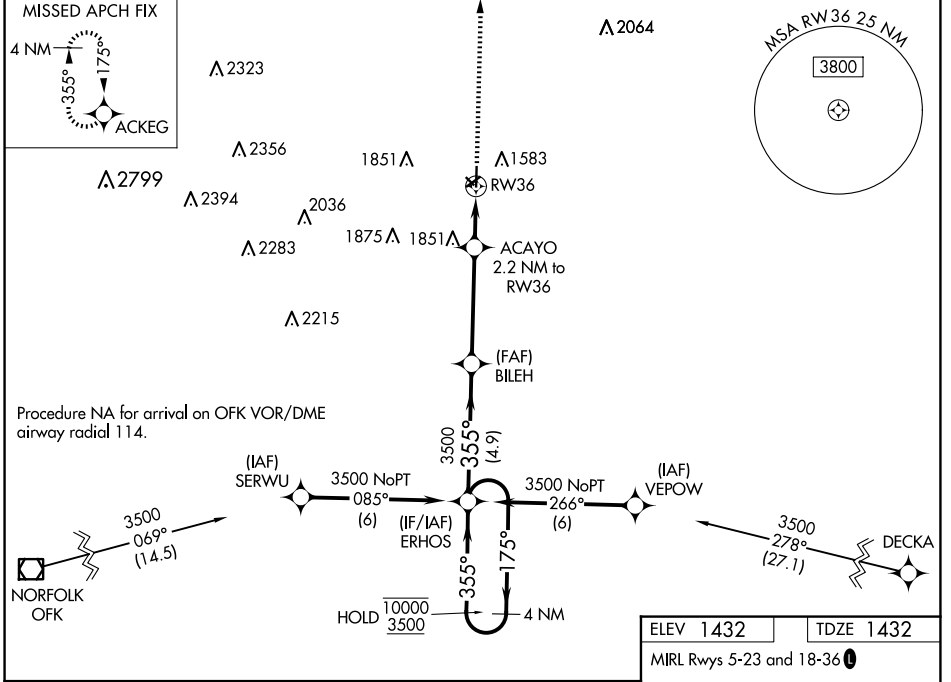 MISSED APCH FIX
4 NM
355°
175°
ACKEG
2323
2064
MSA RW36 25 NM
3800
2356
1851
1583
2799
RW36
2394
2036
2283
1875
1851
ACAYO
2.2 NM to
RW36
2215
(FAF)
BILEH
Procedure NA for arrival on OFK VOR/DME
airway radial 114.
3500
355°
(4.9)
(IAF)
SERWU
3500 NoPT
085°
(6)
(IF/IAF)
ERHOS
3500 NoPT
266°
(6)
(IAF)
VEPOW
3500
069°
(14.5)
3500
278°
(27.1)
DECKA
NORFOLK
OFK
355°
175°
HOLD
10000
3500
4 NM
ELEV 1432
TDZE 1432
MIRL Rwys 5-23 and 18-36 L